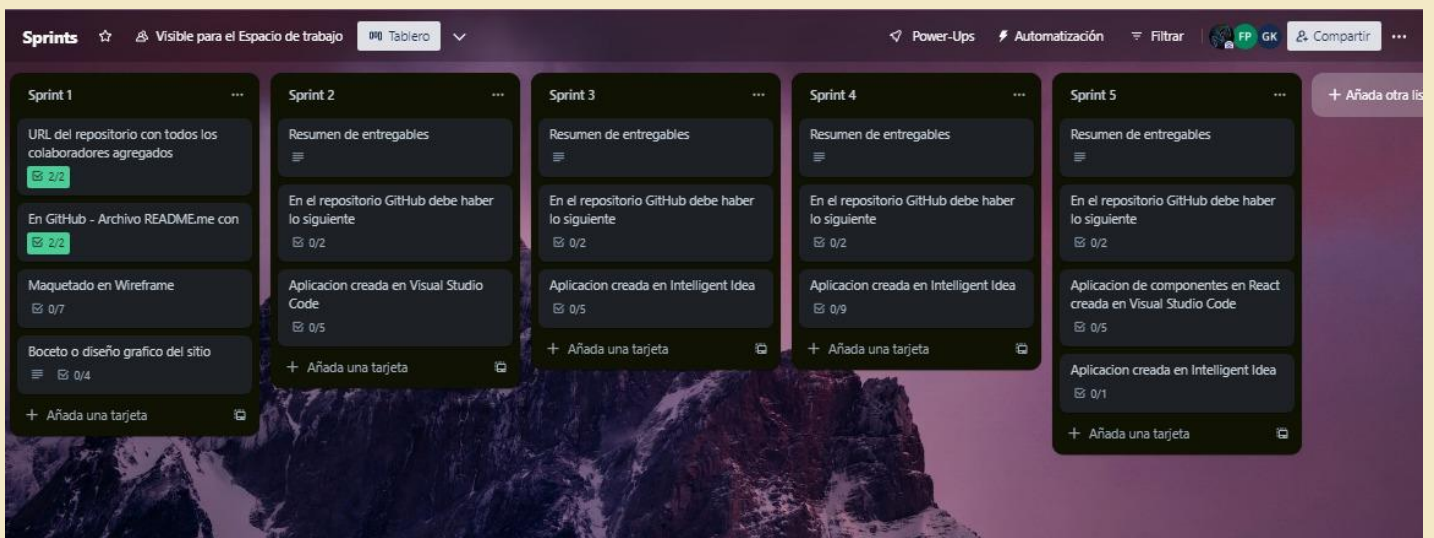 Sprints
Visible para el Espacio de trabajo
Tablero
Power-Ups
Automatización
Filtrar
FP
GK
Compartir
Sprint 1
URL del repositorio con todos los
colaboradores agregados
2/2
En GitHub - Archivo README.me con
2/2
Maquetado en Wireframe
0/7
Boceto o diseño grafico del sitio
0/4
+ Añada una tarjeta
Sprint 2
Resumen de entregables
En el repositorio GitHub debe haber
lo siguiente
0/2
Aplicacion creada en Visual Studio
Code
0/5
+ Añada una tarjeta
Sprint 3
Resumen de entregables
En el repositorio GitHub debe haber
lo siguiente
0/2
Aplicacion creada en Intelligent Idea
0/5
+ Añada una tarjeta
Sprint 4
Resumen de entregables
En el repositorio GitHub debe haber
lo siguiente
0/2
Aplicacion creada en Intelligent Idea
0/9
+ Añada una tarjeta
Sprint 5
Resumen de entregables
En el repositorio GitHub debe haber
lo siguiente
0/2
Aplicacion de componentes en React
creada en Visual Studio Code
0/5
Aplicacion creada en Intelligent Idea
0/1
+ Añada una tarjeta
+ Añada otra lis